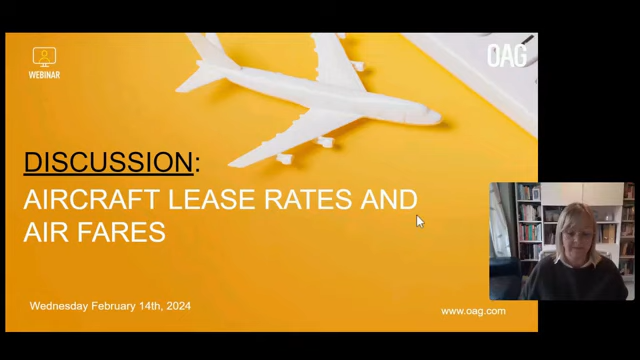 WEBINAR
OAG
DISCUSSION:
AIRCRAFT LEASE RATES AND
AIR FARES
Wednesday February 14th, 2024
www.oag.com